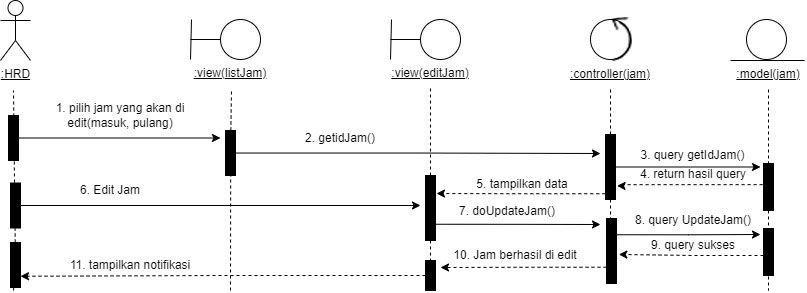 :HRD
:view(listJam)
:view(editJam)
:controller(jam)
:model(jam)
1. pilih jam yang akan di
edit(masuk, pulang)
2. getidJam()
3. query getIdJam()
4. return hasil query
5. tampilkan data
6. Edit Jam
7. doUpdateJam()
8. query UpdateJam()
9. query sukses
10. Jam berhasil di edit
11. tampilkan notifikasi